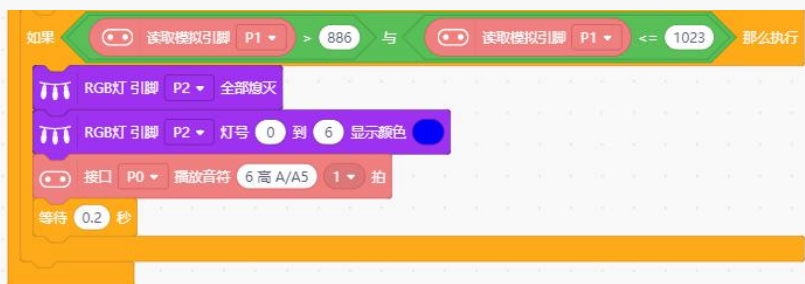 如果 读取模拟引脚 P1 > 886 与 读取模拟引脚 P1 <= 1023 那么执行
RGB灯 引脚 P2 全部熄灭
RGB灯 引脚 P2 灯号 0 到 6 显示颜色
接口 P0 播放音符 6 高 A/A5 1 拍
等待 0.2 秒